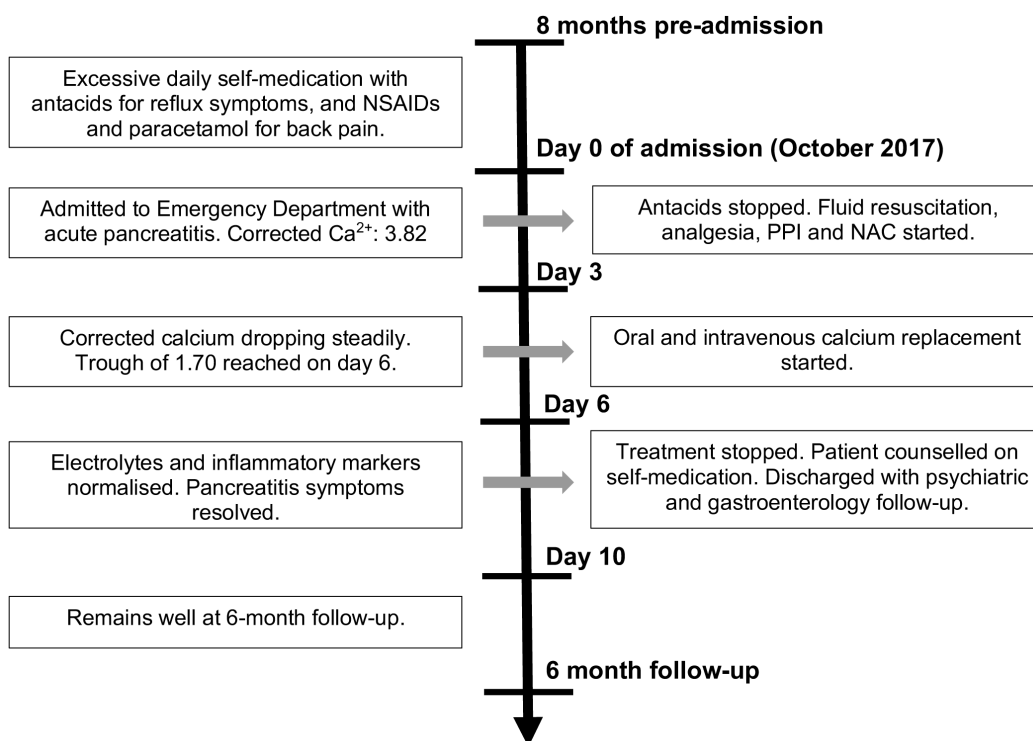 8 months pre-admission
Excessive daily self-medication with
antacids for reflux symptoms, and NSAIDs
and paracetamol for back pain.
Day 0 of admission (October 2017)
Admitted to Emergency Department with
acute pancreatitis. Corrected Ca²⁺: 3.82
Antacids stopped. Fluid resuscitation,
analgesia, PPI and NAC started.
Day 3
Corrected calcium dropping steadily.
Trough of 1.70 reached on day 6.
Oral and intravenous calcium replacement
started.
Day 6
Electrolytes and inflammatory markers
normalised. Pancreatitis symptoms
resolved.
Treatment stopped. Patient counselled on
self-medication. Discharged with psychiatric
and gastroenterology follow-up.
Day 10
Remains well at 6-month follow-up.
6 month follow-up